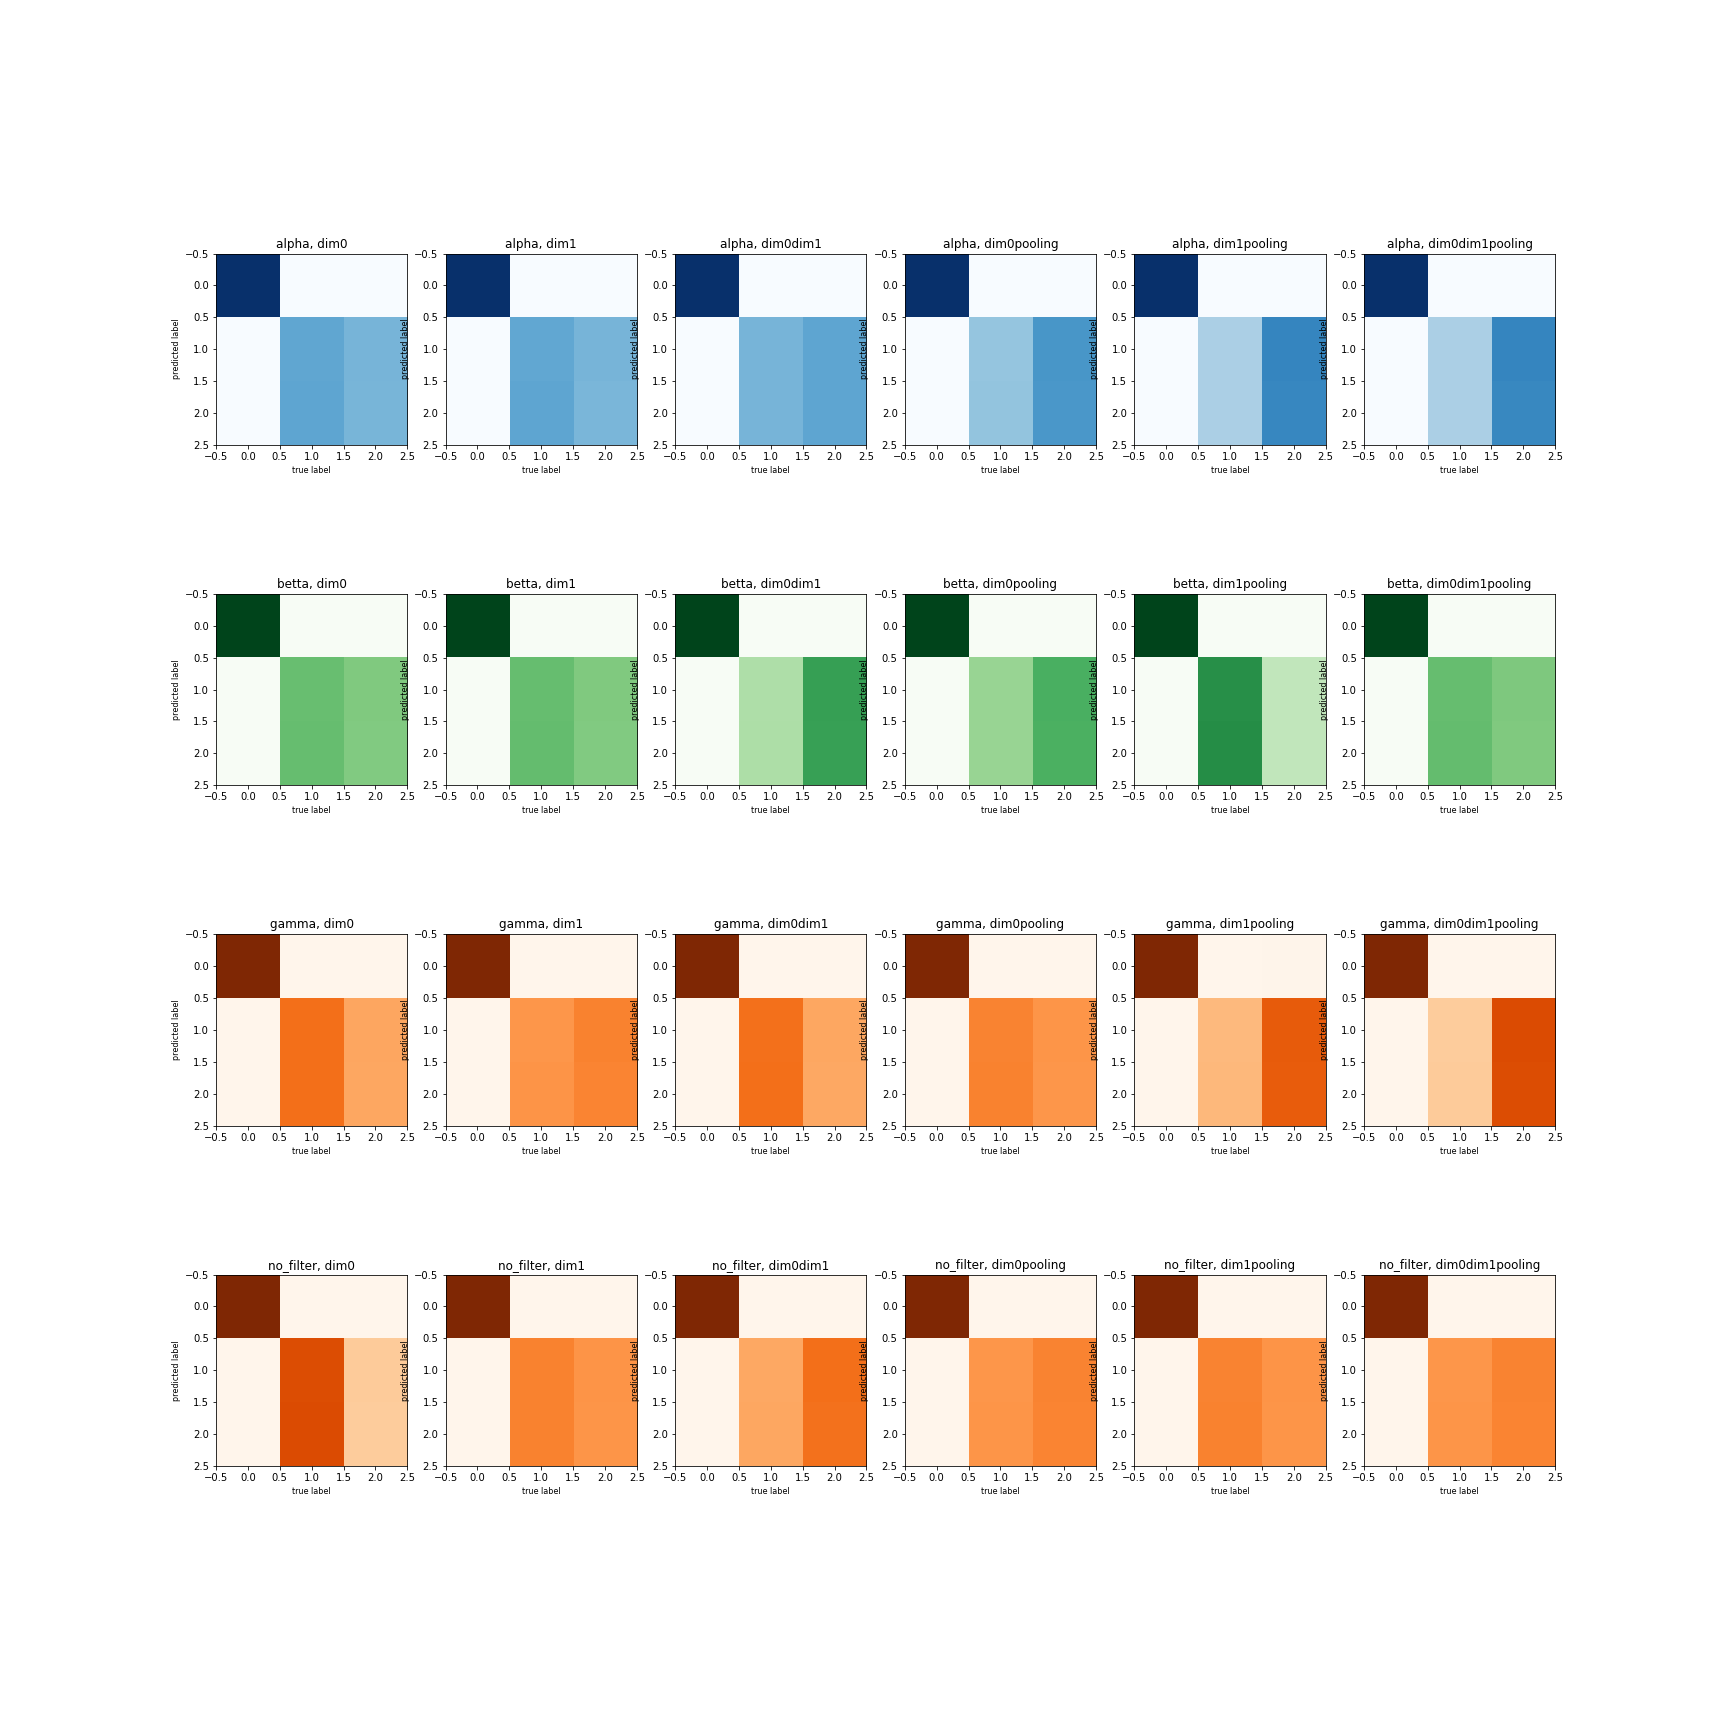 alpha, dim0
alpha, dim1
alpha, dim0dim1
alpha, dim0pooling
alpha, dim1pooling
alpha, dim0dim1pooling
−0.5 0.0 0.5 1.0 1.5 2.0 2.5
−0.5 0.0 0.5 1.0 1.5 2.0 2.5
−0.5 0.0 0.5 1.0 1.5 2.0 2.5
−0.5 0.0 0.5 1.0 1.5 2.0 2.5
−0.5 0.0 0.5 1.0 1.5 2.0 2.5
−0.5 0.0 0.5 1.0 1.5 2.0 2.5
predicted label
predicted label
predicted label
predicted label
predicted label
predicted label
−0.5 0.0 0.5 1.0 1.5 2.0 2.5
−0.5 0.0 0.5 1.0 1.5 2.0 2.5
−0.5 0.0 0.5 1.0 1.5 2.0 2.5
−0.5 0.0 0.5 1.0 1.5 2.0 2.5
−0.5 0.0 0.5 1.0 1.5 2.0 2.5
−0.5 0.0 0.5 1.0 1.5 2.0 2.5
true label
true label
true label
true label
true label
true label
betta, dim0
betta, dim1
betta, dim0dim1
betta, dim0pooling
betta, dim1pooling
betta, dim0dim1pooling
−0.5 0.0 0.5 1.0 1.5 2.0 2.5
−0.5 0.0 0.5 1.0 1.5 2.0 2.5
−0.5 0.0 0.5 1.0 1.5 2.0 2.5
−0.5 0.0 0.5 1.0 1.5 2.0 2.5
−0.5 0.0 0.5 1.0 1.5 2.0 2.5
−0.5 0.0 0.5 1.0 1.5 2.0 2.5
predicted label
predicted label
predicted label
predicted label
predicted label
predicted label
−0.5 0.0 0.5 1.0 1.5 2.0 2.5
−0.5 0.0 0.5 1.0 1.5 2.0 2.5
−0.5 0.0 0.5 1.0 1.5 2.0 2.5
−0.5 0.0 0.5 1.0 1.5 2.0 2.5
−0.5 0.0 0.5 1.0 1.5 2.0 2.5
−0.5 0.0 0.5 1.0 1.5 2.0 2.5
true label
true label
true label
true label
true label
true label
gamma, dim0
gamma, dim1
gamma, dim0dim1
gamma, dim0pooling
gamma, dim1pooling
gamma, dim0dim1pooling
−0.5 0.0 0.5 1.0 1.5 2.0 2.5
−0.5 0.0 0.5 1.0 1.5 2.0 2.5
−0.5 0.0 0.5 1.0 1.5 2.0 2.5
−0.5 0.0 0.5 1.0 1.5 2.0 2.5
−0.5 0.0 0.5 1.0 1.5 2.0 2.5
−0.5 0.0 0.5 1.0 1.5 2.0 2.5
predicted label
predicted label
predicted label
predicted label
predicted label
predicted label
−0.5 0.0 0.5 1.0 1.5 2.0 2.5
−0.5 0.0 0.5 1.0 1.5 2.0 2.5
−0.5 0.0 0.5 1.0 1.5 2.0 2.5
−0.5 0.0 0.5 1.0 1.5 2.0 2.5
−0.5 0.0 0.5 1.0 1.5 2.0 2.5
−0.5 0.0 0.5 1.0 1.5 2.0 2.5
true label
true label
true label
true label
true label
true label
no_filter, dim0
no_filter, dim1
no_filter, dim0dim1
no_filter, dim0pooling
no_filter, dim1pooling
no_filter, dim0dim1pooling
−0.5 0.0 0.5 1.0 1.5 2.0 2.5
−0.5 0.0 0.5 1.0 1.5 2.0 2.5
−0.5 0.0 0.5 1.0 1.5 2.0 2.5
−0.5 0.0 0.5 1.0 1.5 2.0 2.5
−0.5 0.0 0.5 1.0 1.5 2.0 2.5
−0.5 0.0 0.5 1.0 1.5 2.0 2.5
predicted label
predicted label
predicted label
predicted label
predicted label
predicted label
−0.5 0.0 0.5 1.0 1.5 2.0 2.5
−0.5 0.0 0.5 1.0 1.5 2.0 2.5
−0.5 0.0 0.5 1.0 1.5 2.0 2.5
−0.5 0.0 0.5 1.0 1.5 2.0 2.5
−0.5 0.0 0.5 1.0 1.5 2.0 2.5
−0.5 0.0 0.5 1.0 1.5 2.0 2.5
true label
true label
true label
true label
true label
true label